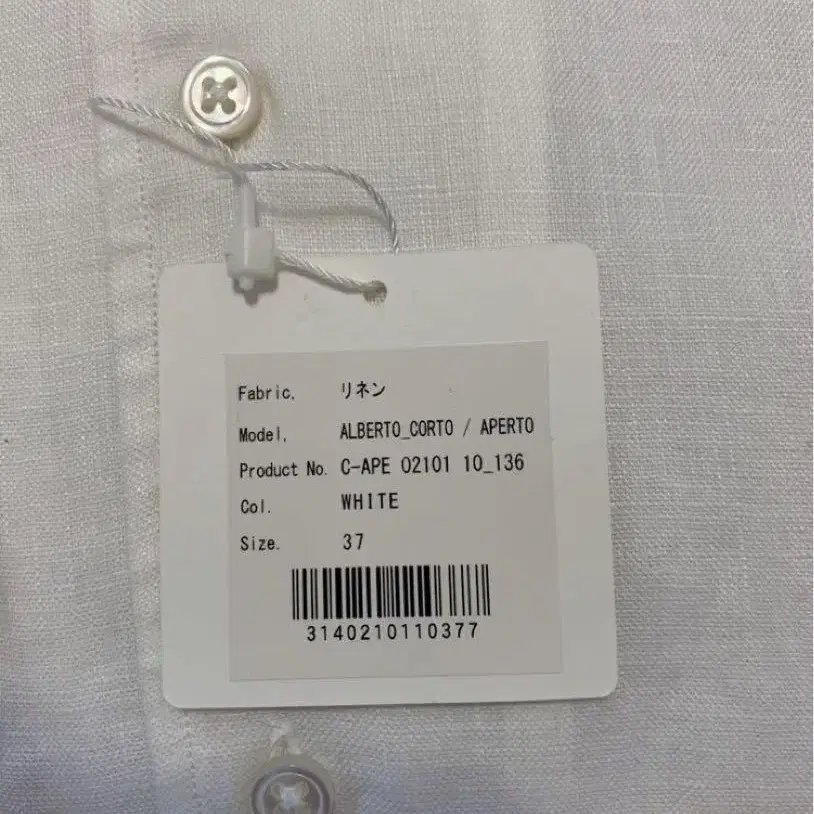 Fabric. リネン
Model. ALBERTO_CORTO / APERTO
Product No. C-APE 02101 10_136
Col. WHITE
Size. 37
3140210110377